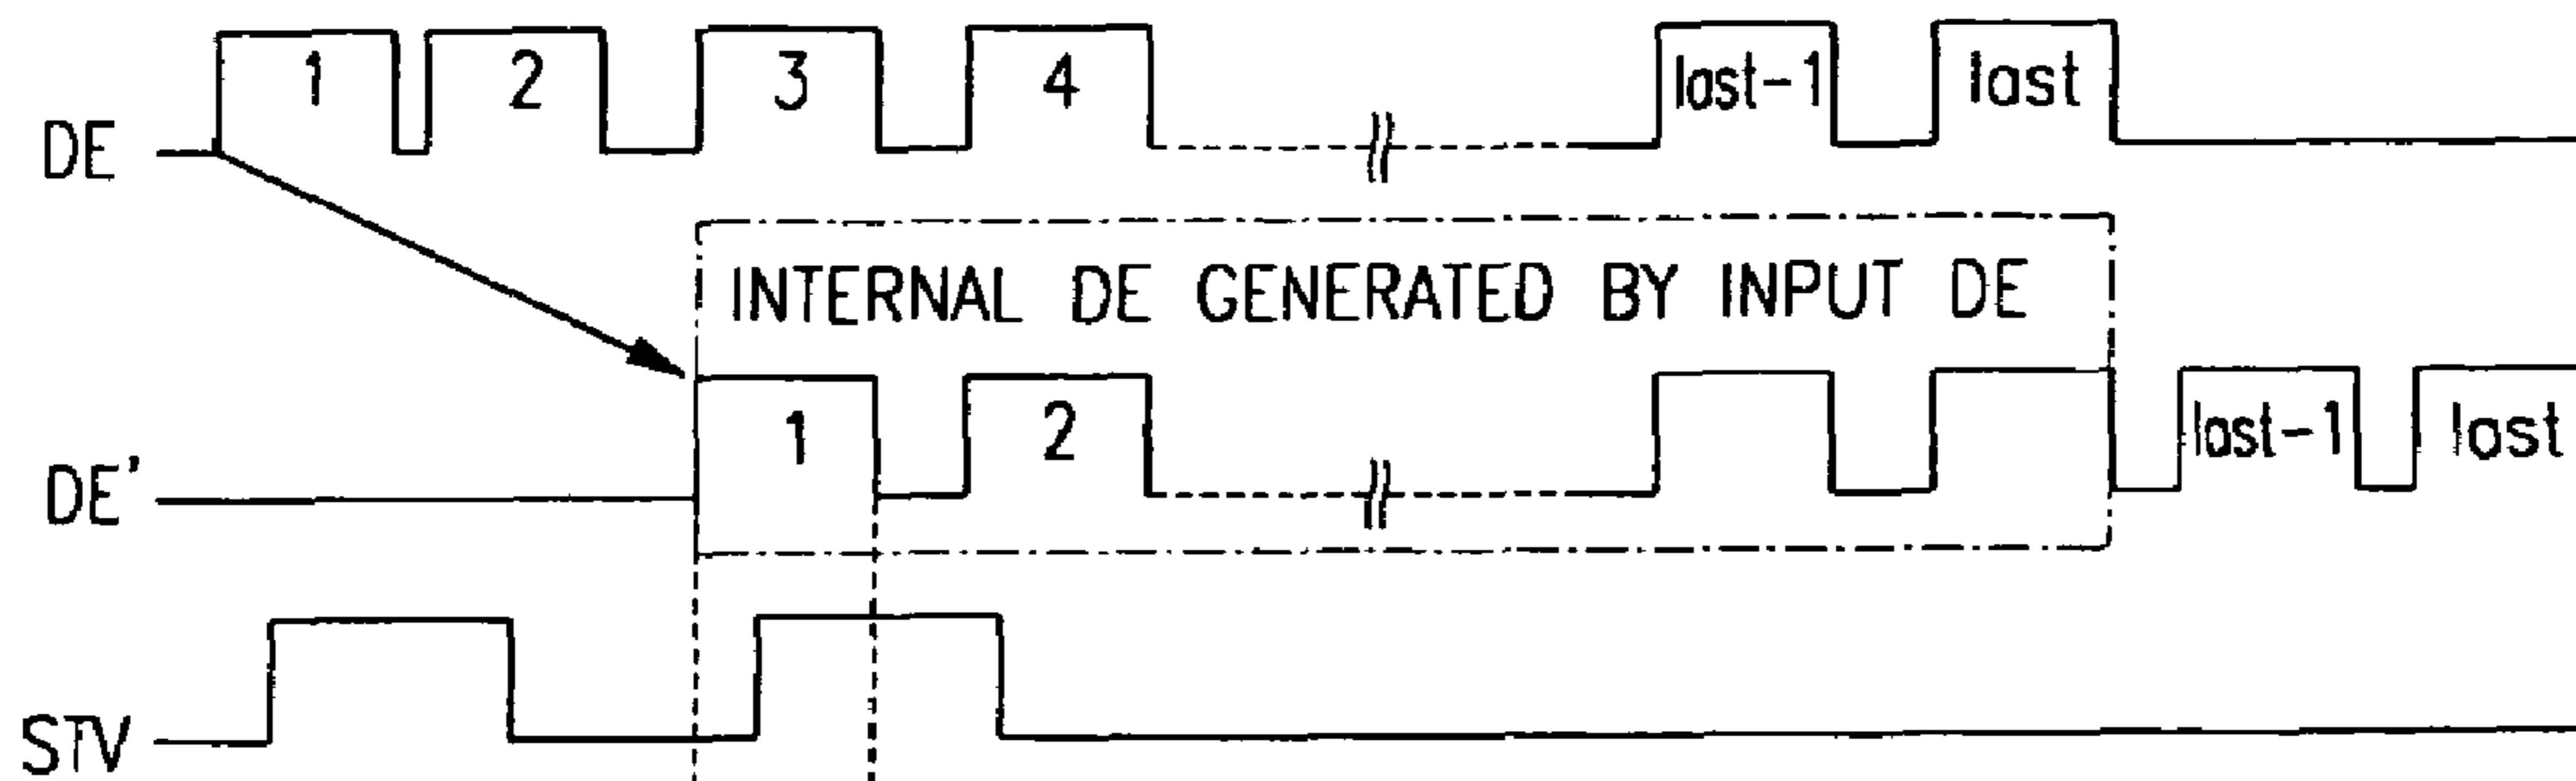 DE 1 2 3 4 last-1 last
INTERNAL DE GENERATED BY INPUT DE
DE' 1 2 last-1 last
STV